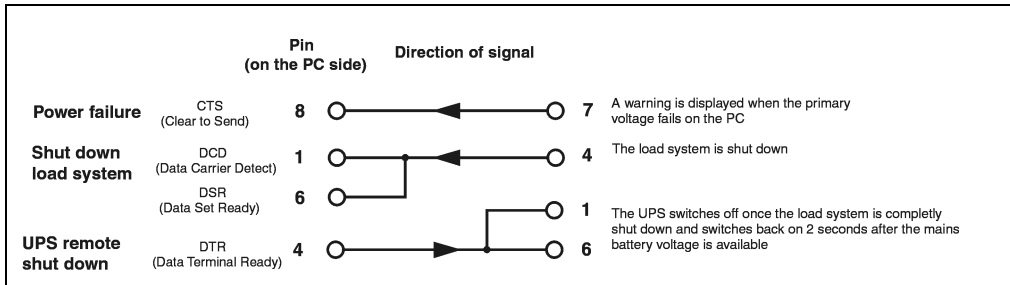 Pin
(on the PC side)
Direction of signal
Power failure
CTS
(Clear to Send)
8
7
A warning is displayed when the primary
voltage fails on the PC
Shut down
load system
DCD
(Data Carrier Detect)
1
4
The load system is shut down
DSR
(Data Set Ready)
6
1
The UPS switches off once the load system is completly
shut down and switches back on 2 seconds after the mains
battery voltage is available
UPS remote
shut down
DTR
(Data Terminal Ready)
4
6